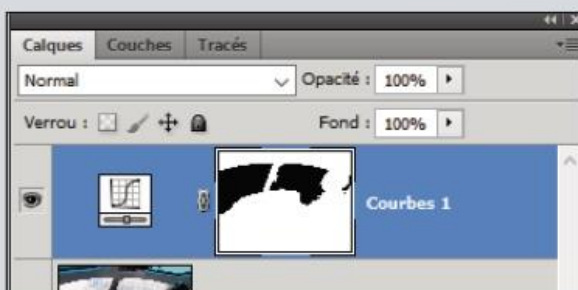 Calques Couches Tracés
Normal Opacité : 100%
Verrou : Fond : 100%
Courbes 1